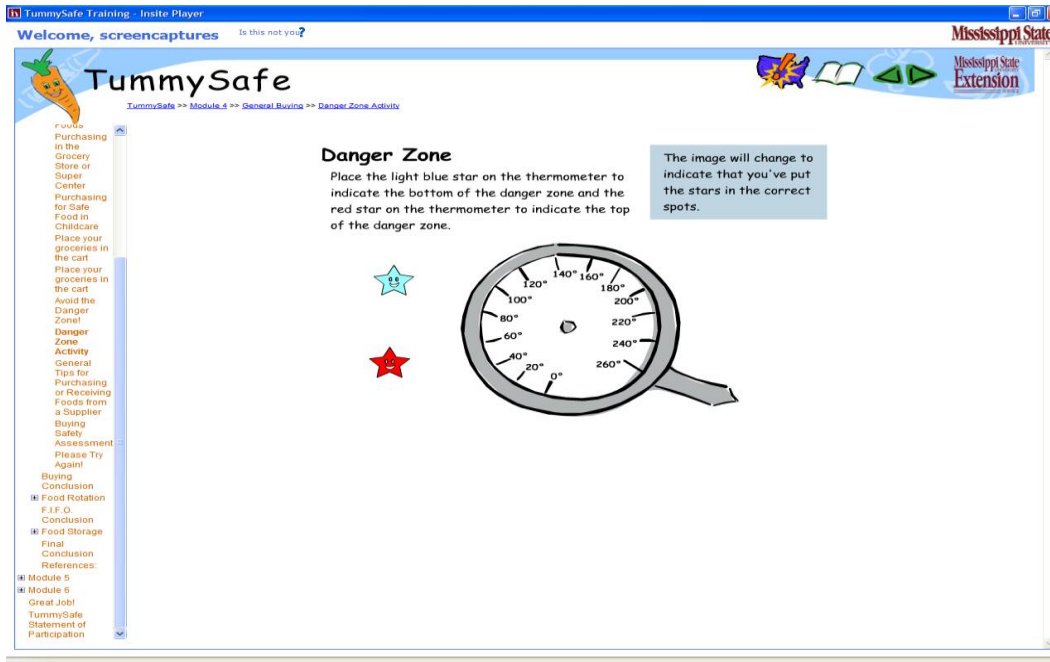 TummySafe Training - Insite Player
Welcome, screencaptures Is this not you?
Mississippi State
UNIVERSITY
TummySafe
Mississippi State
Extension
TummySafe >> Module 4 >> General Buying >> Danger Zone Activity
Foods
Purchasing
in the
Grocery
Store or
Super
Center
Purchasing
for Safe
Food in
Childcare
Place your
groceries in
the cart
Place your
groceries in
the cart
Avoid the
Danger
Zone!
Danger
Zone
Activity
General
Tips for
Purchasing
or Receiving
Foods from
a Supplier
Buying
Safety
Assessment
Please Try
Again!
Buying
Conclusion
Food Rotation
F.I.F.O.
Conclusion
Food Storage
Final
Conclusion
References:
Module 5
Module 6
Great Job!
TummySafe
Statement of
Participation
Danger Zone
Place the light blue star on the thermometer to
indicate the bottom of the danger zone and the
red star on the thermometer to indicate the top
of the danger zone.
The image will change to
indicate that you've put
the stars in the correct
spots.
0°
20°
40°
60°
80°
100°
120°
140°
160°
180°
200°
220°
240°
260°